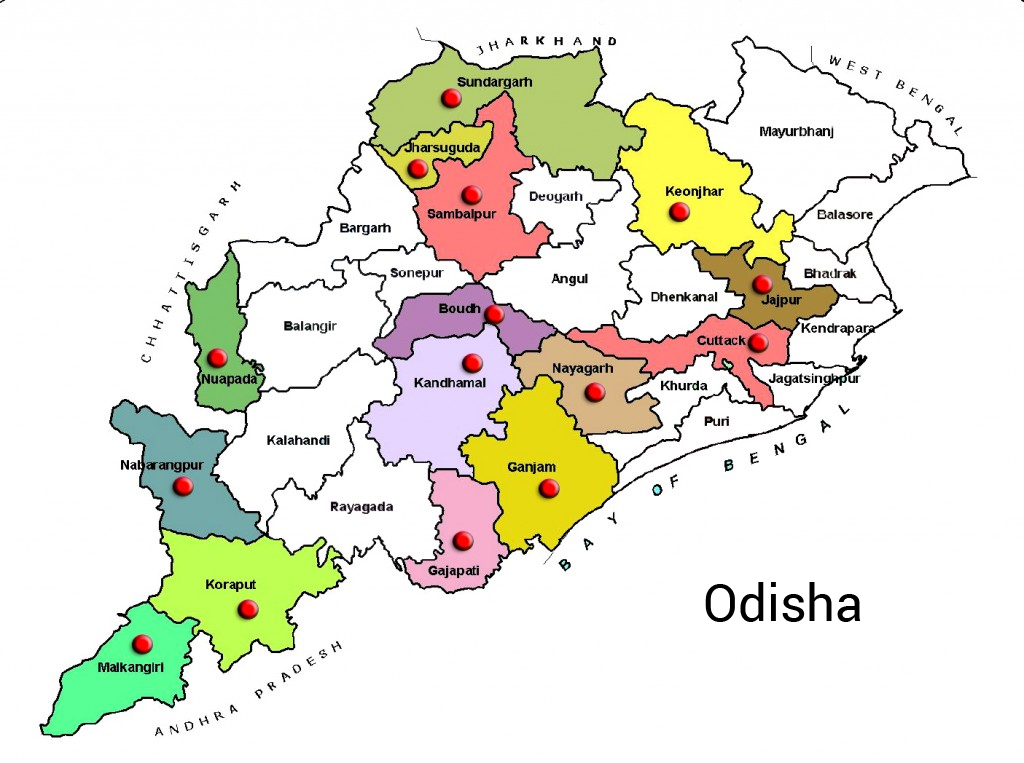 JHARKHAND
WEST BENGAL
Sundargarh
Mayurbhanj
Jharsuguda
Keonjhar
Deogarh
Sambalpur
Balasore
Bargarh
CHHATTISGARH
Sonepur
Angul
Bhadrak
Dhenkanal
Jajpur
Boudh
Balangir
Kendrapara
Cuttack
Nayagarh
Nuapada
Kandhamal
Khurda
Jagatsinghpur
Puri
Kalahandi
Nabarangpur
Ganjam
BAY OF BENGAL
Rayagada
Gajapati
Koraput
Odisha
Malkangiri
ANDHRA PRADESH